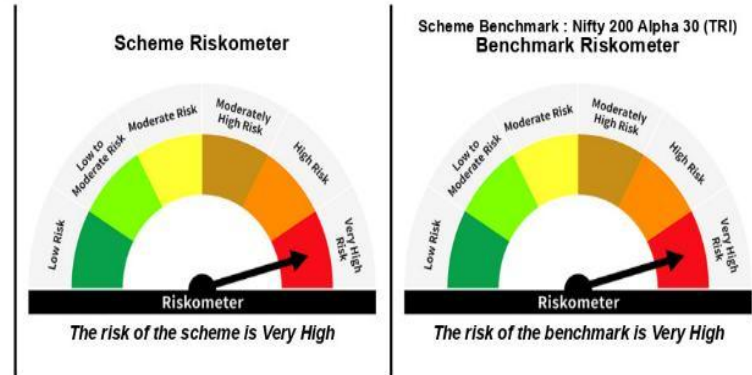 Scheme Riskometer
Low Risk
Low to
Moderate Risk
Moderate Risk
Moderately
High Risk
High Risk
Very High
Risk
Riskometer
The risk of the scheme is Very High
Scheme Benchmark : Nifty 200 Alpha 30 (TRI)
Benchmark Riskometer
Low Risk
Low to
Moderate Risk
Moderate Risk
Moderately
High Risk
High Risk
Very High
Risk
Riskometer
The risk of the benchmark is Very High